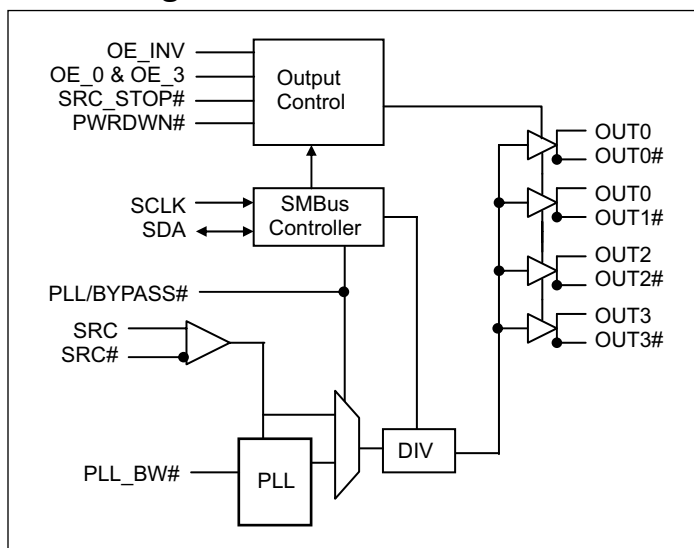 OE_INV
OE_0 & OE_3
SRC_STOP#
PWRDWN#
Output
Control
OUT0
OUT0#
OUT0
OUT1#
OUT2
OUT2#
OUT3
OUT3#
SCLK
SDA
SMBus
Controller
PLL/BYPASS#
SRC
SRC#
PLL_BW#
PLL
DIV